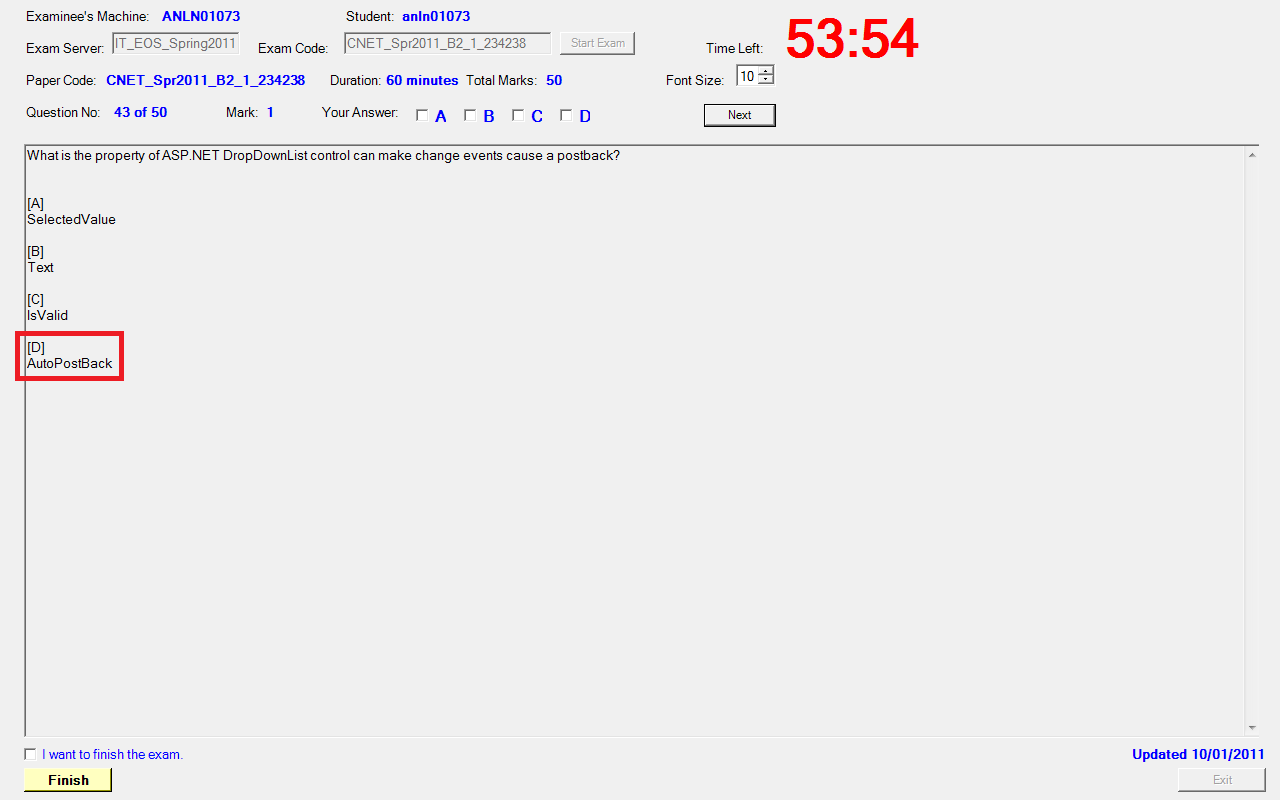 Examinee's Machine: ANLN01073 Student: anln01073
Exam Server: IT_EOS_Spring2011 Exam Code: CNET_Spr2011_B2_1_234238 Start Exam Time Left: 53:54
Paper Code: CNET_Spr2011_B2_1_234238 Duration: 60 minutes Total Marks: 50 Font Size: 10
Question No: 43 of 50 Mark: 1 Your Answer: A B C D Next
What is the property of ASP.NET DropDownList control can make change events cause a postback?
[A]
SelectedValue
[B]
Text
[C]
IsValid
[D]
AutoPostBack
I want to finish the exam. Updated 10/01/2011
Finish Exit